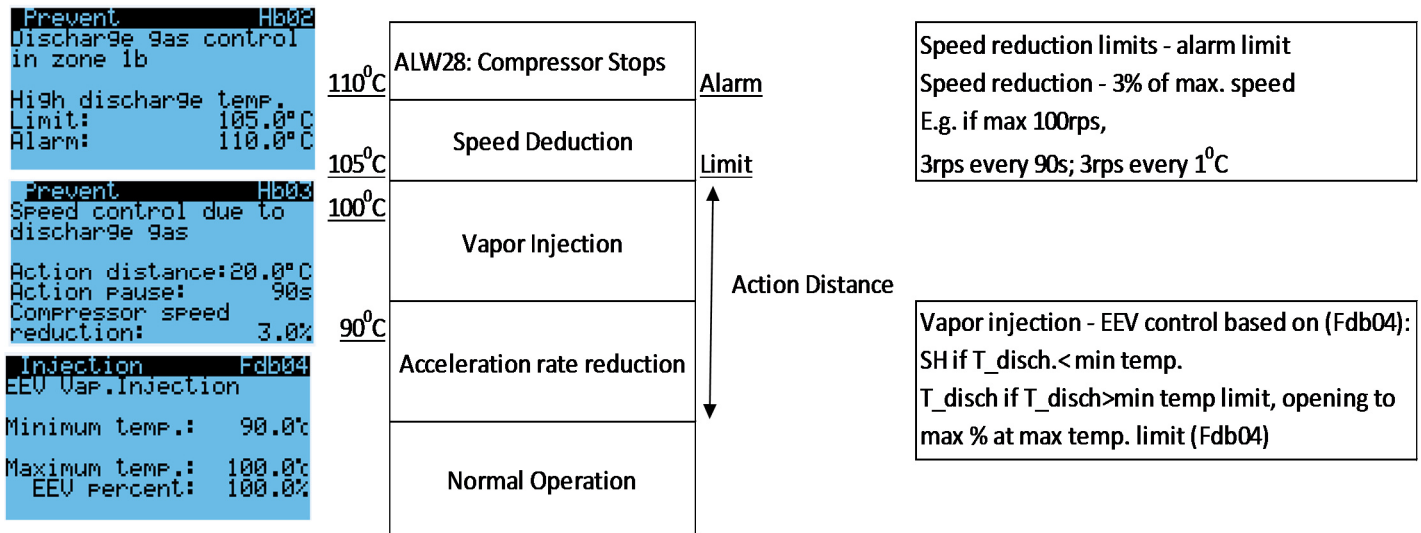 Prevent Hb02
Discharge gas control
in zone 1b
High discharge temp.
Limit: 105.0°C
Alarm: 110.0°C
Prevent Hb03
Speed control due to
discharge gas
Action distance:20.0°C
Action pause: 90s
Compressor speed
reduction: 3.0%
Injection Fdb04
EEV Vap.Injection
Minimum temp.: 90.0°c
Maximum temp.: 100.0°c
EEV percent: 100.0%
ALW28: Compressor Stops
110⁰C
Alarm
Speed Deduction
105⁰C
Limit
100⁰C
Vapor Injection
Action Distance
90⁰C
Acceleration rate reduction
Normal Operation
Speed reduction limits - alarm limit
Speed reduction - 3% of max. speed
E.g. if max 100rps,
3rps every 90s; 3rps every 1⁰C
Vapor injection - EEV control based on (Fdb04):
SH if T_disch.< min temp.
T_disch if T_disch>min temp limit, opening to
max % at max temp. limit (Fdb04)